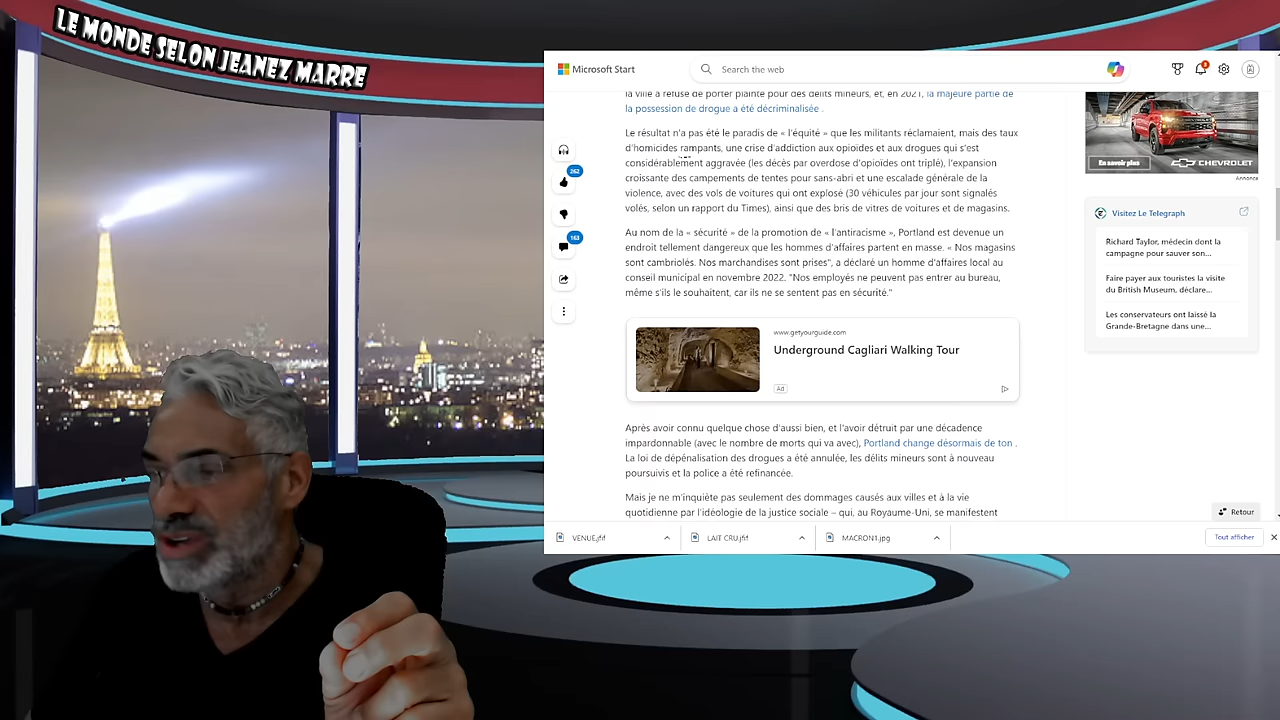 LE MONDE SELON JEANEZ MARRE
Microsoft Start
Search the web
la ville a refusé de porter plainte pour des délits mineurs, et, en 2021, la majeure partie de
la possession de drogue a été décriminalisée .
Le résultat n'a pas été le paradis de « l'équité » que les militants réclamaient, mais des taux
d'homicides rampants, une crise d'addiction aux opioïdes et aux drogues qui s'est
considérablement aggravée (les décès par overdose d'opioïdes ont triplé), l'expansion
croissante des campements de tentes pour sans-abri et une escalade générale de la
violence, avec des vols de voitures qui ont explosé (30 véhicules par jour sont signalés
volés, selon un rapport du Times), ainsi que des bris de vitres de voitures et de magasins.
Au nom de la « sécurité » de la promotion de « l'antiracisme », Portland est devenue un
endroit tellement dangereux que les hommes d'affaires partent en masse. « Nos magasins
sont cambriolés. Nos marchandises sont prises", a déclaré un homme d'affaires local au
conseil municipal en novembre 2022. "Nos employés ne peuvent pas entrer au bureau,
même s'ils le souhaitent, car ils ne se sentent pas en sécurité."
www.getyourguide.com
Underground Cagliari Walking Tour
Ad
Après avoir connu quelque chose d'aussi bien, et l'avoir détruit par une décadence
impardonnable (avec le nombre de morts qui va avec), Portland change désormais de ton .
La loi de dépénalisation des drogues a été annulée, les délits mineurs sont à nouveau
poursuivis et la police a été refinancée.
Mais je ne m'inquiète pas seulement des dommages causés aux villes et à la vie
quotidienne par l'idéologie de la justice sociale – qui, au Royaume-Uni, se manifestent
262
163
En savoir plus
CHEVROLET
Annonce
Visitez Le Telegraph
Richard Taylor, médecin dont la
campagne pour sauver son...
Faire payer aux touristes la visite
du British Museum, déclare...
Les conservateurs ont laissé la
Grande-Bretagne dans une...
Retour
VENUE.jfif
LAIT CRU.jfif
MACRON1.jpg
Tout afficher